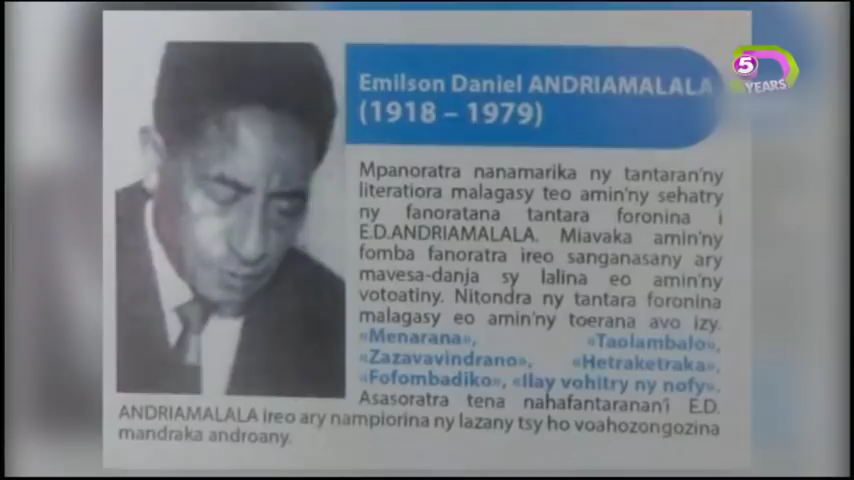 Emilson Daniel ANDRIAMALALA
(1918 – 1979)
5
YEARS
Mpanoratra nanamarika ny tantaran'ny
literatiora malagasy teo amin'ny sehatry
ny fanoratana tantara foronina i
E.D.ANDRIAMALALA. Miavaka amin'ny
fomba fanoratra ireo sanganasany ary
mavesa-danja sy lalina eo amin'ny
votoatiny. Nitondra ny tantara foronina
malagasy eo amin'ny toerana avo izy.
«Menarana», «Taolambalo»,
«Zazavavindrano», «Hetraketraka»,
«Fofombadiko», «Ilay vohitry ny nofy».
Asasoratra tena nahafantaranan'i E.D.
ANDRIAMALALA ireo ary nampiorina ny lazany tsy ho voahozongozina
mandraka androany.